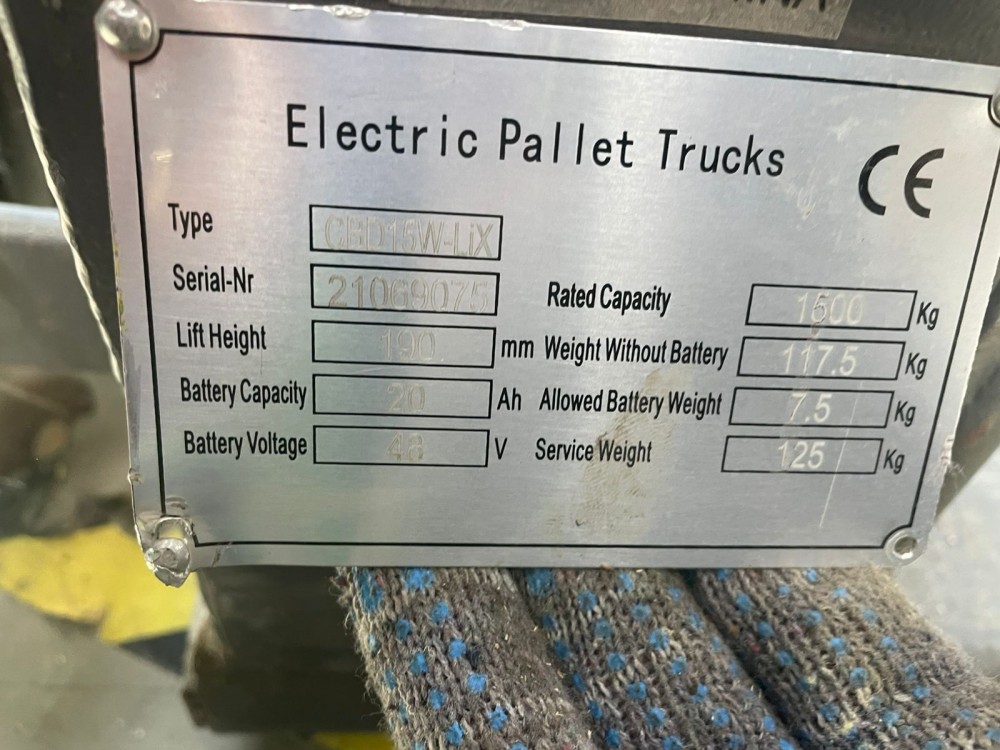 Electric Pallet Trucks
CE
Type CBD15W-LiX
Serial-Nr 21069075
Rated Capacity 1500 Kg
Lift Height 190 mm
Weight Without Battery 117.5 Kg
Battery Capacity 20 Ah
Allowed Battery Weight 7.5 Kg
Battery Voltage 48 V
Service Weight 125 Kg